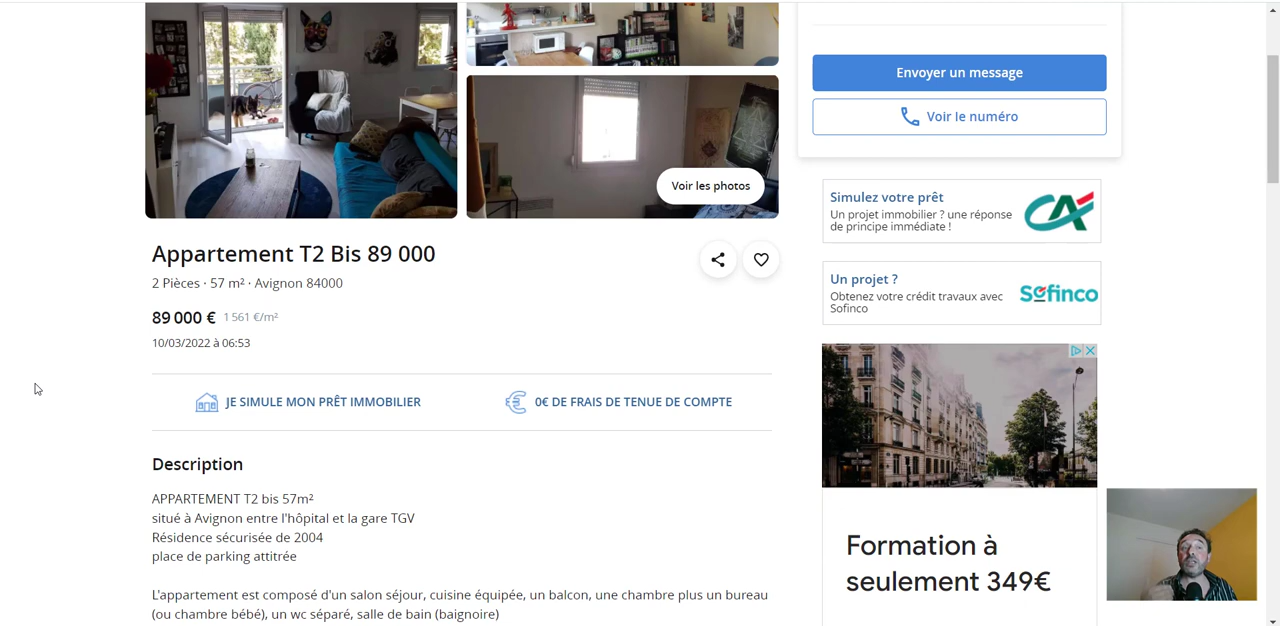 Envoyer un message
Voir le numéro
Voir les photos
Simulez votre prêt
Un projet immobilier ? une réponse
de principe immédiate !
CA
Appartement T2 Bis 89 000
2 Pièces · 57 m² · Avignon 84000
89 000 € 1 561 €/m²
10/03/2022 à 06:53
Un projet ?
Obtenez votre crédit travaux avec
Sofinco
Sofinco
JE SIMULE MON PRÊT IMMOBILIER
0€ DE FRAIS DE TENUE DE COMPTE
Description
APPARTEMENT T2 bis 57m²
situé à Avignon entre l'hôpital et la gare TGV
Résidence sécurisée de 2004
place de parking attitrée
L'appartement est composé d'un salon séjour, cuisine équipée, un balcon, une chambre plus un bureau
(ou chambre bébé), un wc séparé, salle de bain (baignoire)
Formation à
seulement 349€